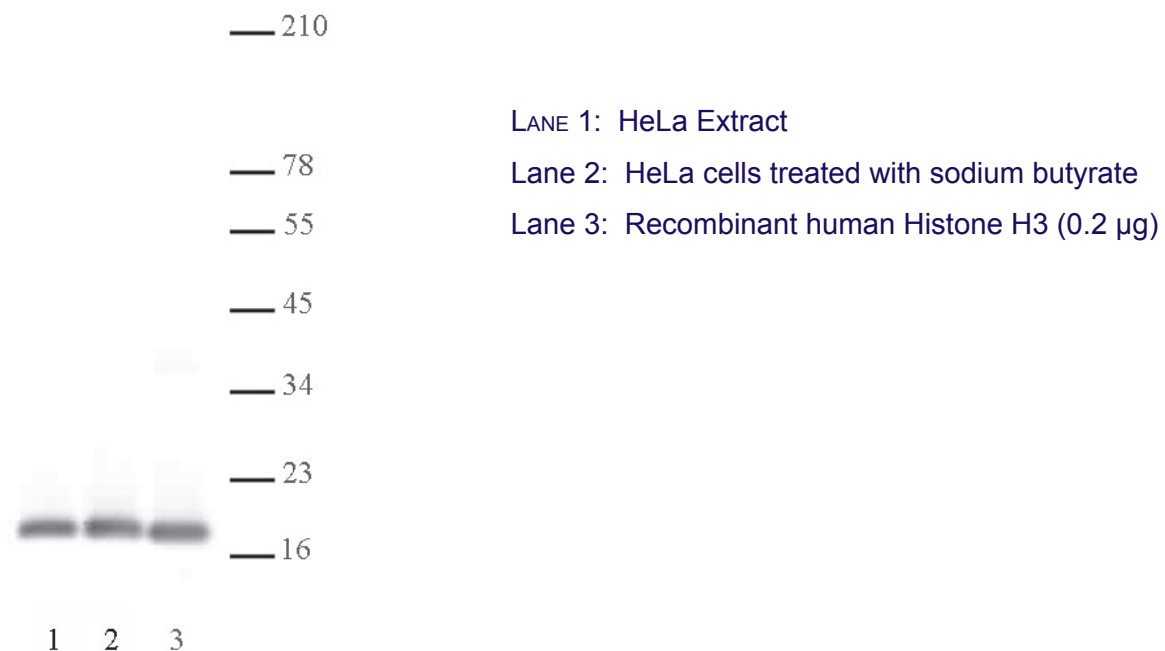 210
LANE 1: HeLa Extract
78
Lane 2: HeLa cells treated with sodium butyrate
55
Lane 3: Recombinant human Histone H3 (0.2 µg)
45
34
23
16
1 2 3